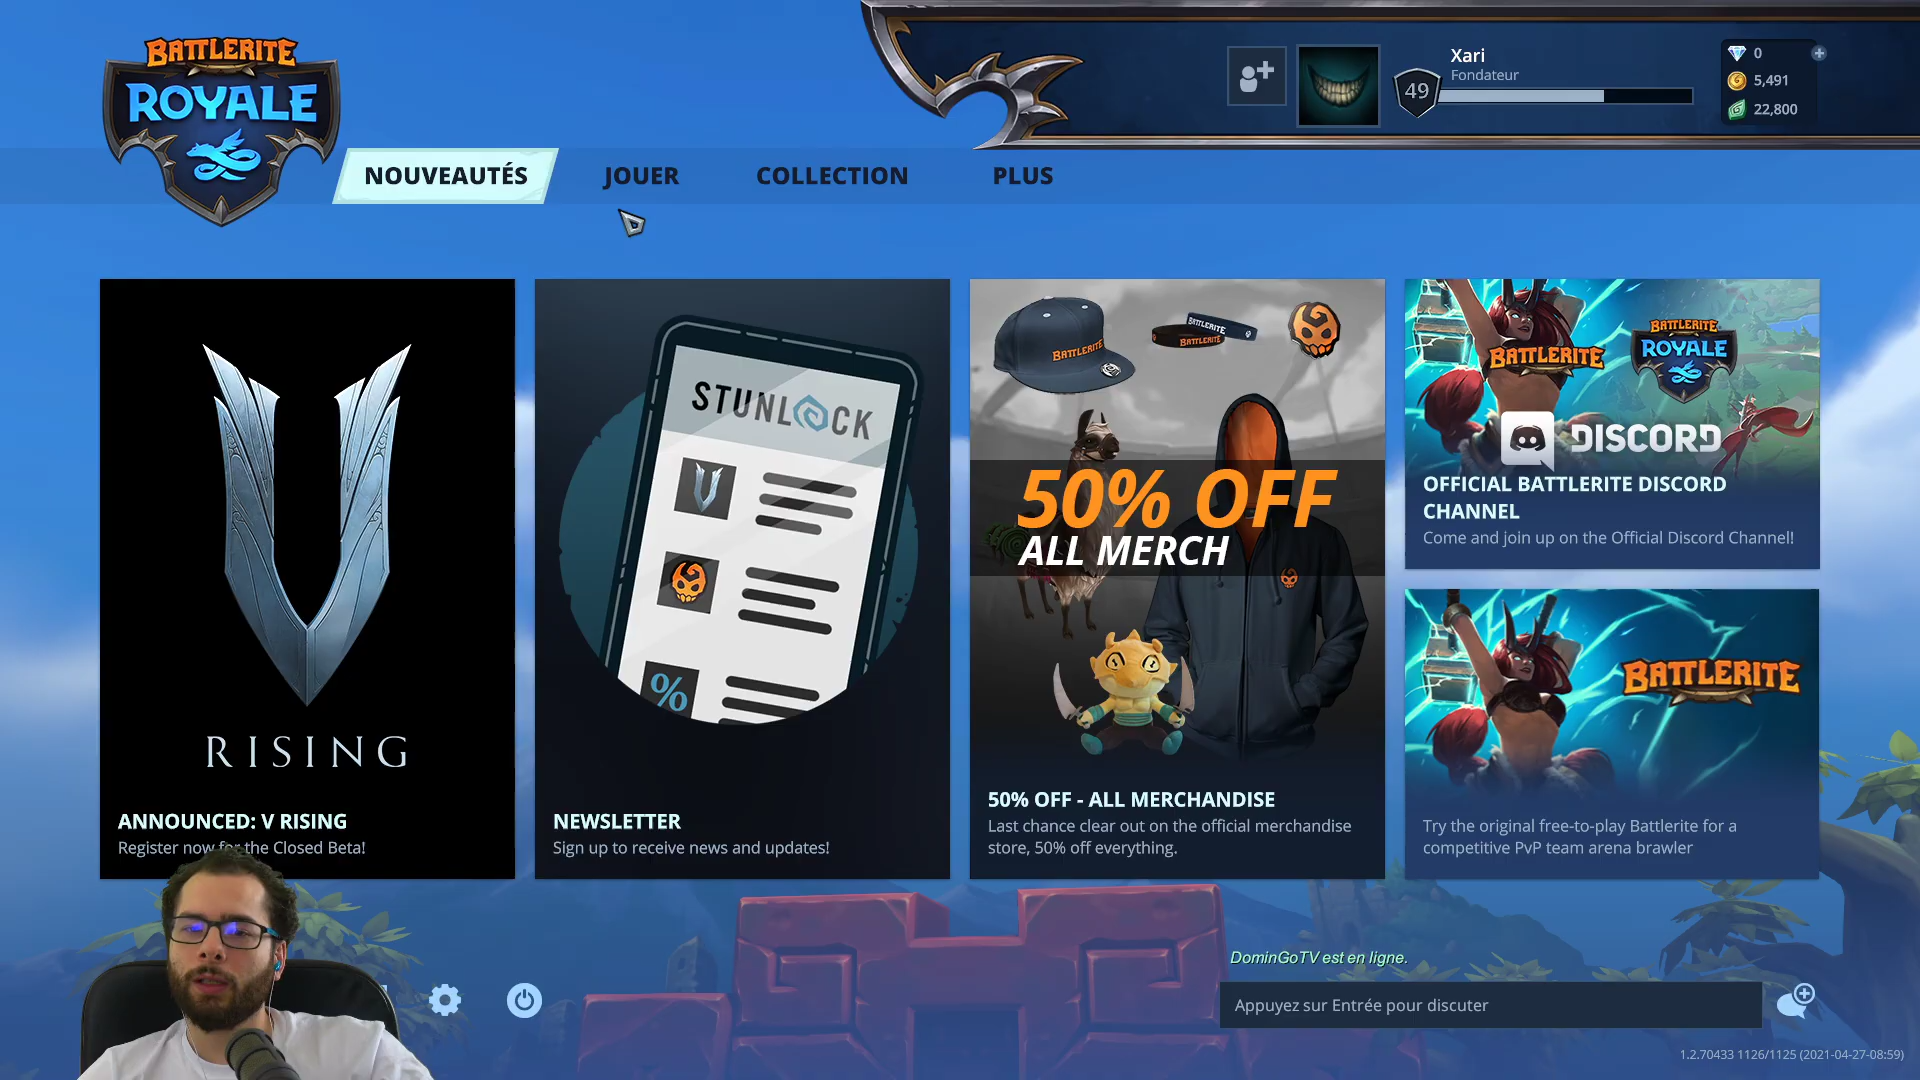 BATTLERITE
ROYALE
Xari
Fondateur
49
0
5,491
22,800
NOUVEAUTÉS
JOUER
COLLECTION
PLUS
RISING
ANNOUNCED: V RISING
Register now for the Closed Beta!
STUNLOCK
%
NEWSLETTER
Sign up to receive news and updates!
BATTLERITE
BATTLERITE
BATTLERITE
50% OFF
ALL MERCH
50% OFF - ALL MERCHANDISE
Last chance clear out on the official merchandise
store, 50% off everything.
BATTLERITE
BATTLERITE
ROYALE
DISCORD
OFFICIAL BATTLERITE DISCORD
CHANNEL
Come and join up on the Official Discord Channel!
BATTLERITE
Try the original free-to-play Battlerite for a
competitive PvP team arena brawler
DominGoTV est en ligne.
Appuyez sur Entrée pour discuter
1.2.70433 1126/1125 (2021-04-27-08:59)